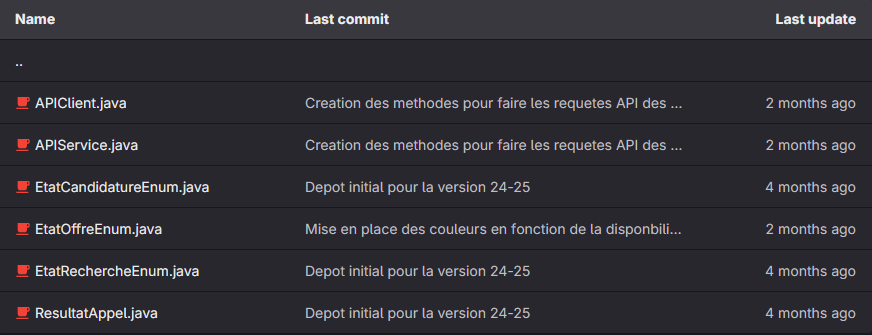 Name Last commit Last update
..
APIClient.java Creation des methodes pour faire les requetes API des ... 2 months ago
APIService.java Creation des methodes pour faire les requetes API des ... 2 months ago
EtatCandidatureEnum.java Depot initial pour la version 24-25 4 months ago
EtatOffreEnum.java Mise en place des couleurs en fonction de la disponbili... 2 months ago
EtatRechercheEnum.java Depot initial pour la version 24-25 4 months ago
ResultatAppel.java Depot initial pour la version 24-25 4 months ago